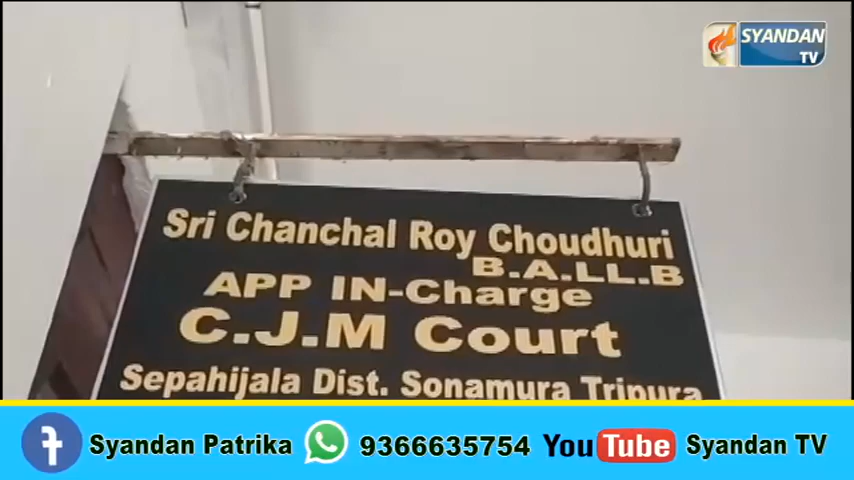 SYANDAN
TV
Sri Chanchal Roy Choudhuri
B.A.LL.B
APP IN-Charge
C.J.M Court
Sepahijala Dist. Sonamura Tripura
f Syandan Patrika 9366635754 YouTube Syandan TV